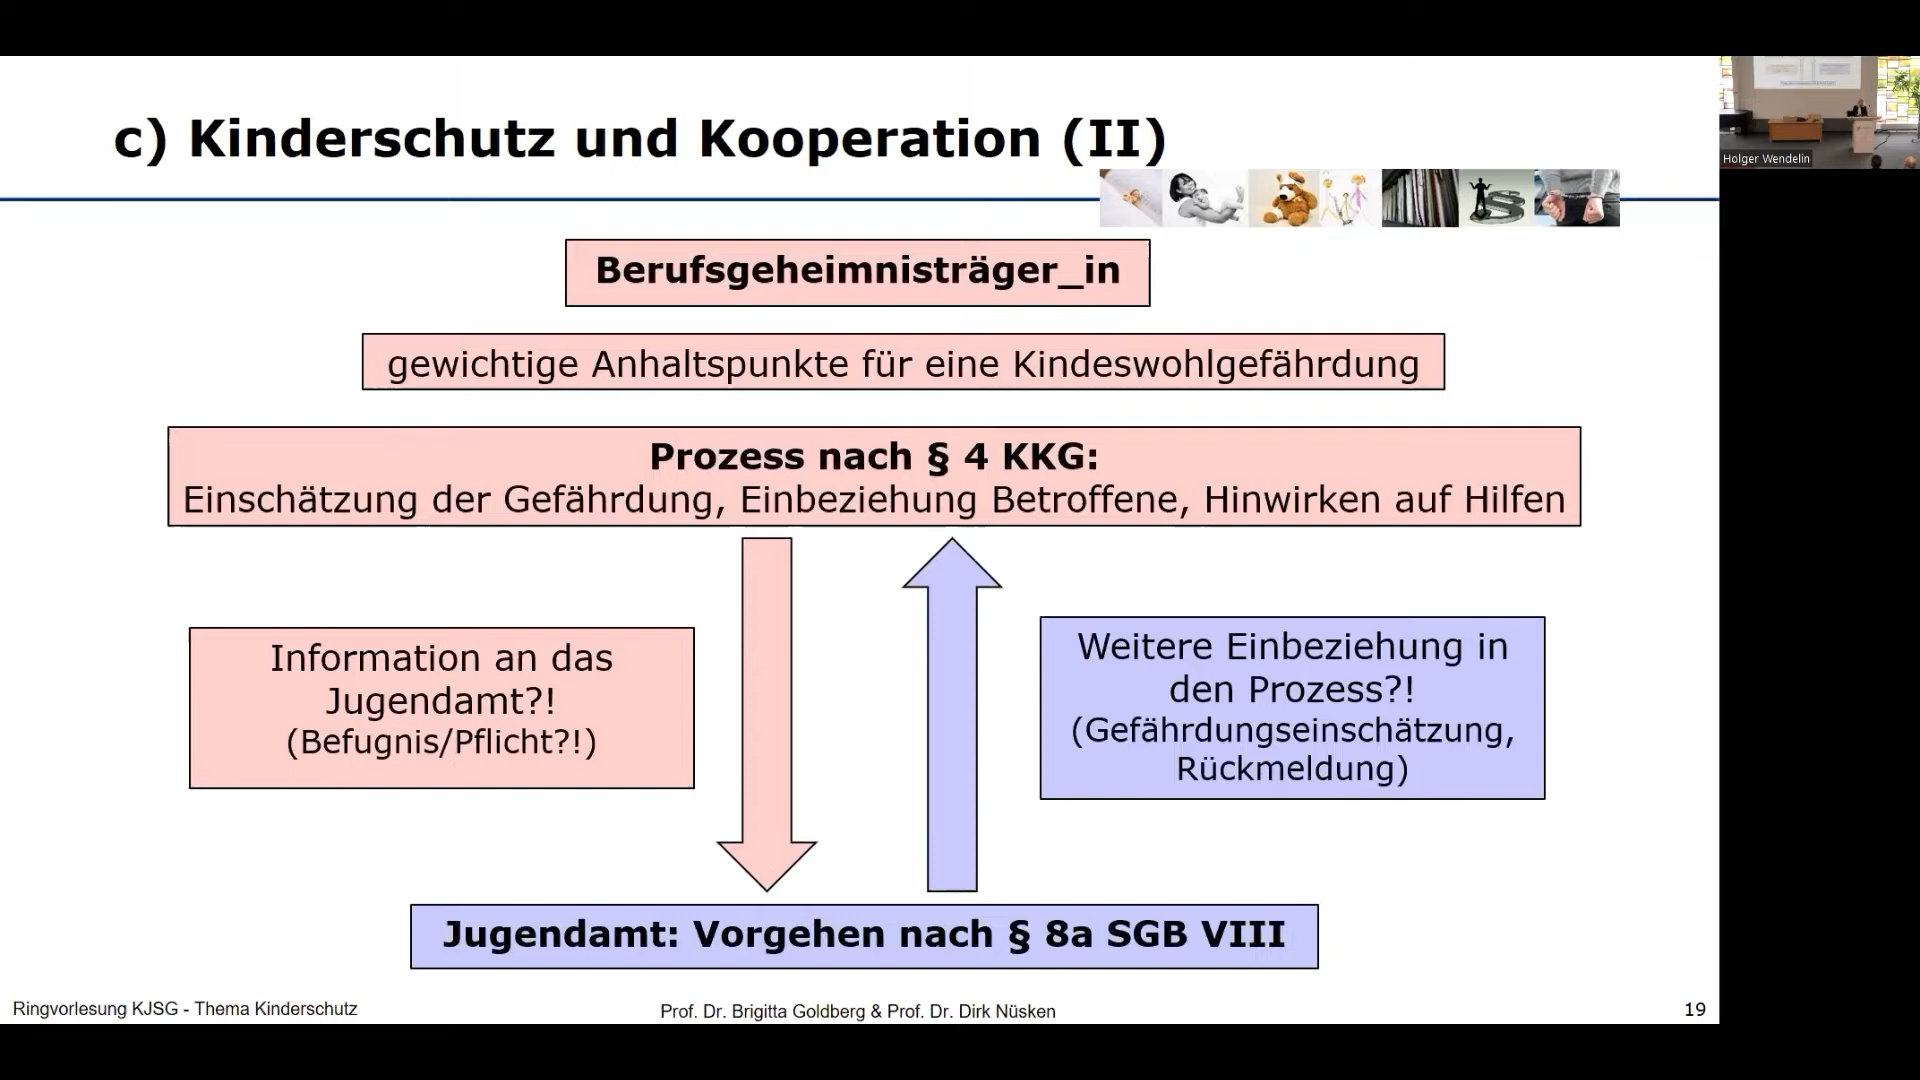 c) Kinderschutz und Kooperation (II)
Holger Wendelin
Berufsgeheimnisträger_in
gewichtige Anhaltspunkte für eine Kindeswohlgefährdung
Prozess nach § 4 KKG:
Einschätzung der Gefährdung, Einbeziehung Betroffene, Hinwirken auf Hilfen
Information an das
Jugendamt?!
(Befugnis/Pflicht?!)
Weitere Einbeziehung in
den Prozess?!
(Gefährdungseinschätzung,
Rückmeldung)
Jugendamt: Vorgehen nach § 8a SGB VIII
Ringvorlesung KJSG - Thema Kinderschutz
Prof. Dr. Brigitta Goldberg & Prof. Dr. Dirk Nüsken
19